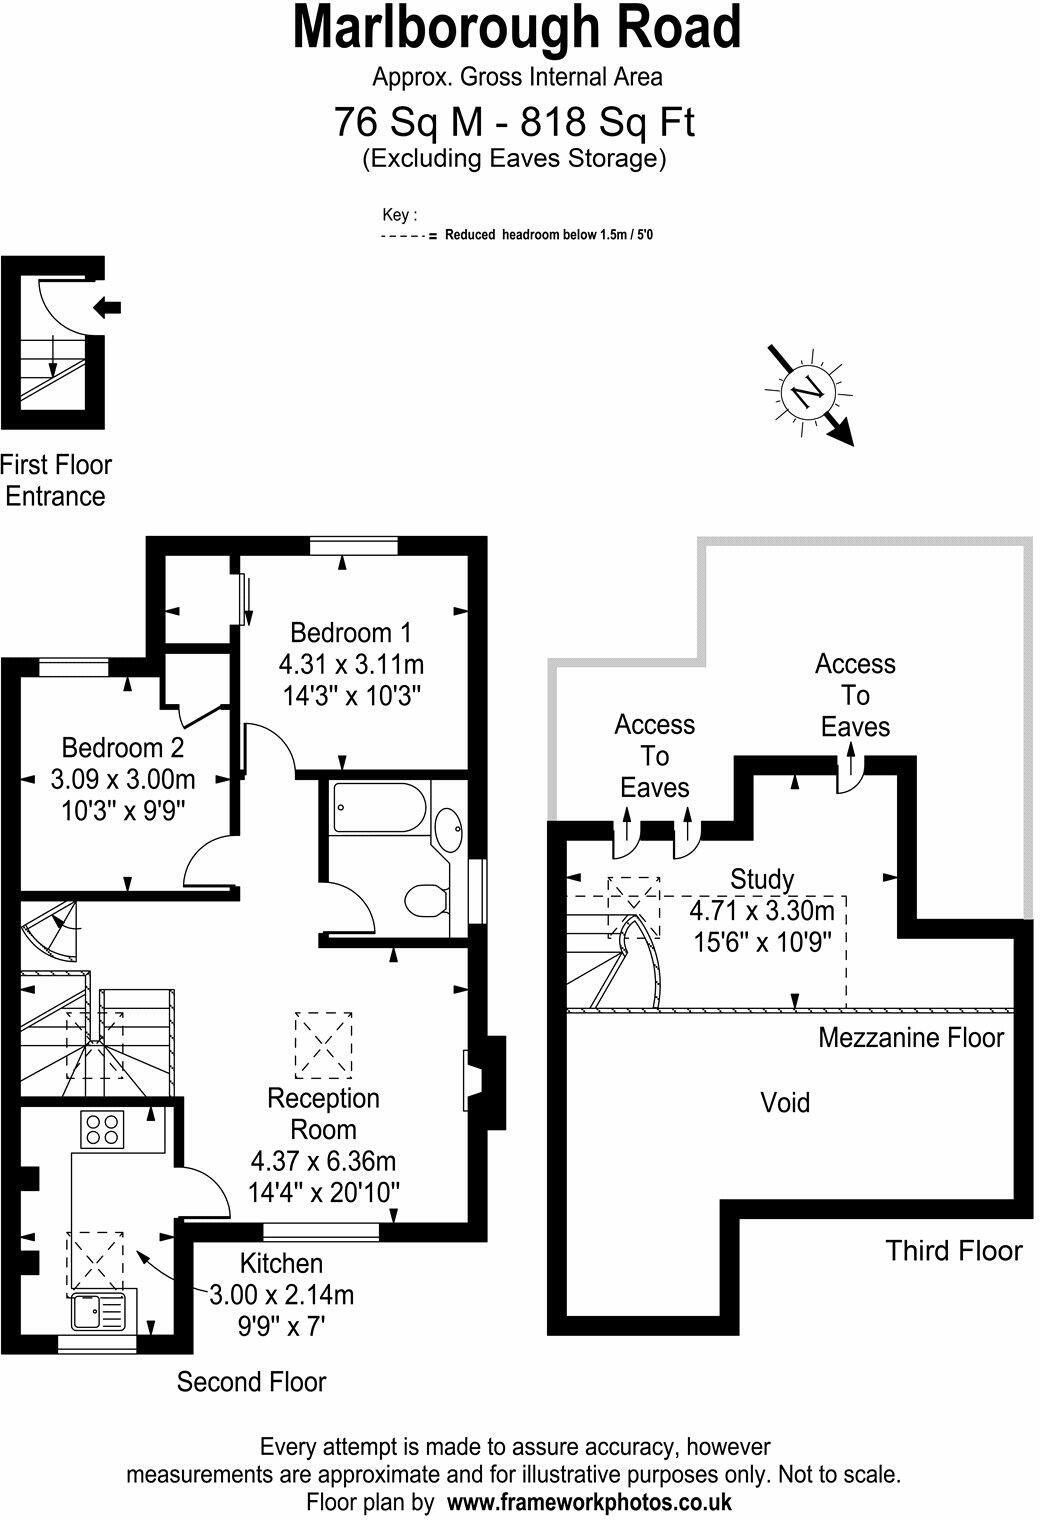 Marlborough Road
Approx. Gross Internal Area
76 Sq M - 818 Sq Ft
(Excluding Eaves Storage)
Key :
= Reduced headroom below 1.5m / 5'0
N
First Floor
Entrance
Bedroom 1
4.31 x 3.11m
14'3" x 10'3"
Bedroom 2
3.09 x 3.00m
10'3" x 9'9"
Reception
Room
4.37 x 6.36m
14'4" x 20'10"
Kitchen
3.00 x 2.14m
9'9" x 7'
Second Floor
Access
To
Eaves
Access
To
Eaves
Study
4.71 x 3.30m
15'6" x 10'9"
Mezzanine Floor
Void
Third Floor
Every attempt is made to assure accuracy, however
measurements are approximate and for illustrative purposes only. Not to scale.
Floor plan by www.frameworkphotos.co.uk